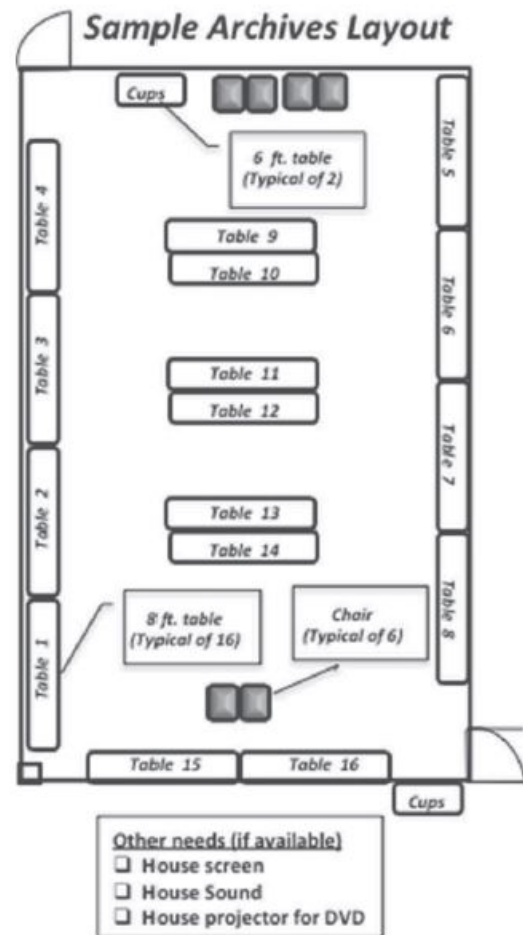 Sample Archives Layout
Cups
6 ft. table
(Typical of 2)
Table 4
Table 5
Table 9
Table 10
Table 3
Table 6
Table 11
Table 12
Table 2
Table 7
Table 13
Table 14
Table 1
8 ft. table
(Typical of 16)
Chair
(Typical of 6)
Table 8
Table 15
Table 16
Cups
Other needs (if available)
❑ House screen
❑ House Sound
❑ House projector for DVD